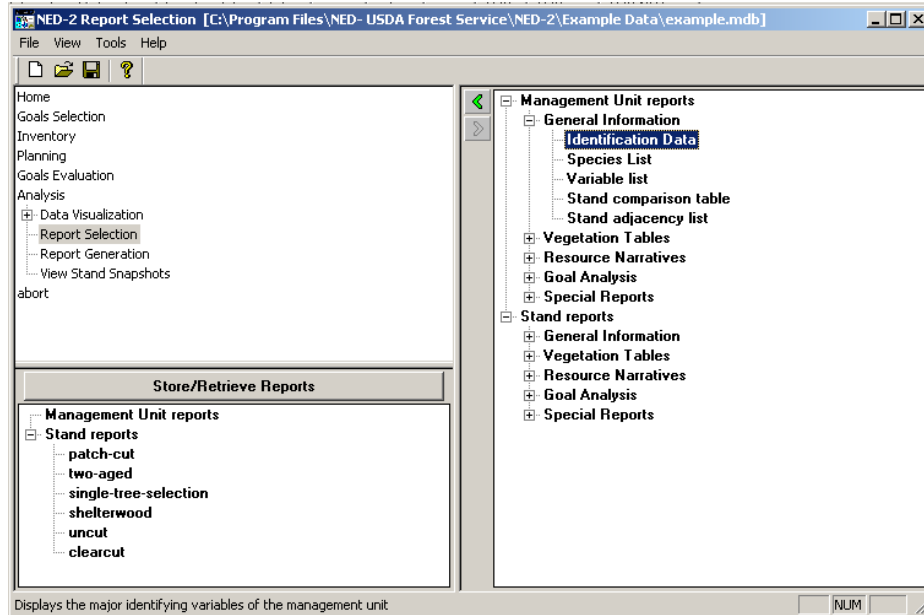 NED-2 Report Selection [C:\Program Files\NED- USDA Forest Service\NED-2\Example Data\example.mdb]
File View Tools Help
Home
Goals Selection
Inventory
Planning
Goals Evaluation
Analysis
Data Visualization
Report Selection
Report Generation
View Stand Snapshots
abort
Store/Retrieve Reports
Management Unit reports
Stand reports
patch-cut
two-aged
single-tree-selection
shelterwood
uncut
clearcut
Management Unit reports
General Information
Identification Data
Species List
Variable list
Stand comparison table
Stand adjacency list
Vegetation Tables
Resource Narratives
Goal Analysis
Special Reports
Stand reports
General Information
Vegetation Tables
Resource Narratives
Goal Analysis
Special Reports
Displays the major identifying variables of the management unit
NUM